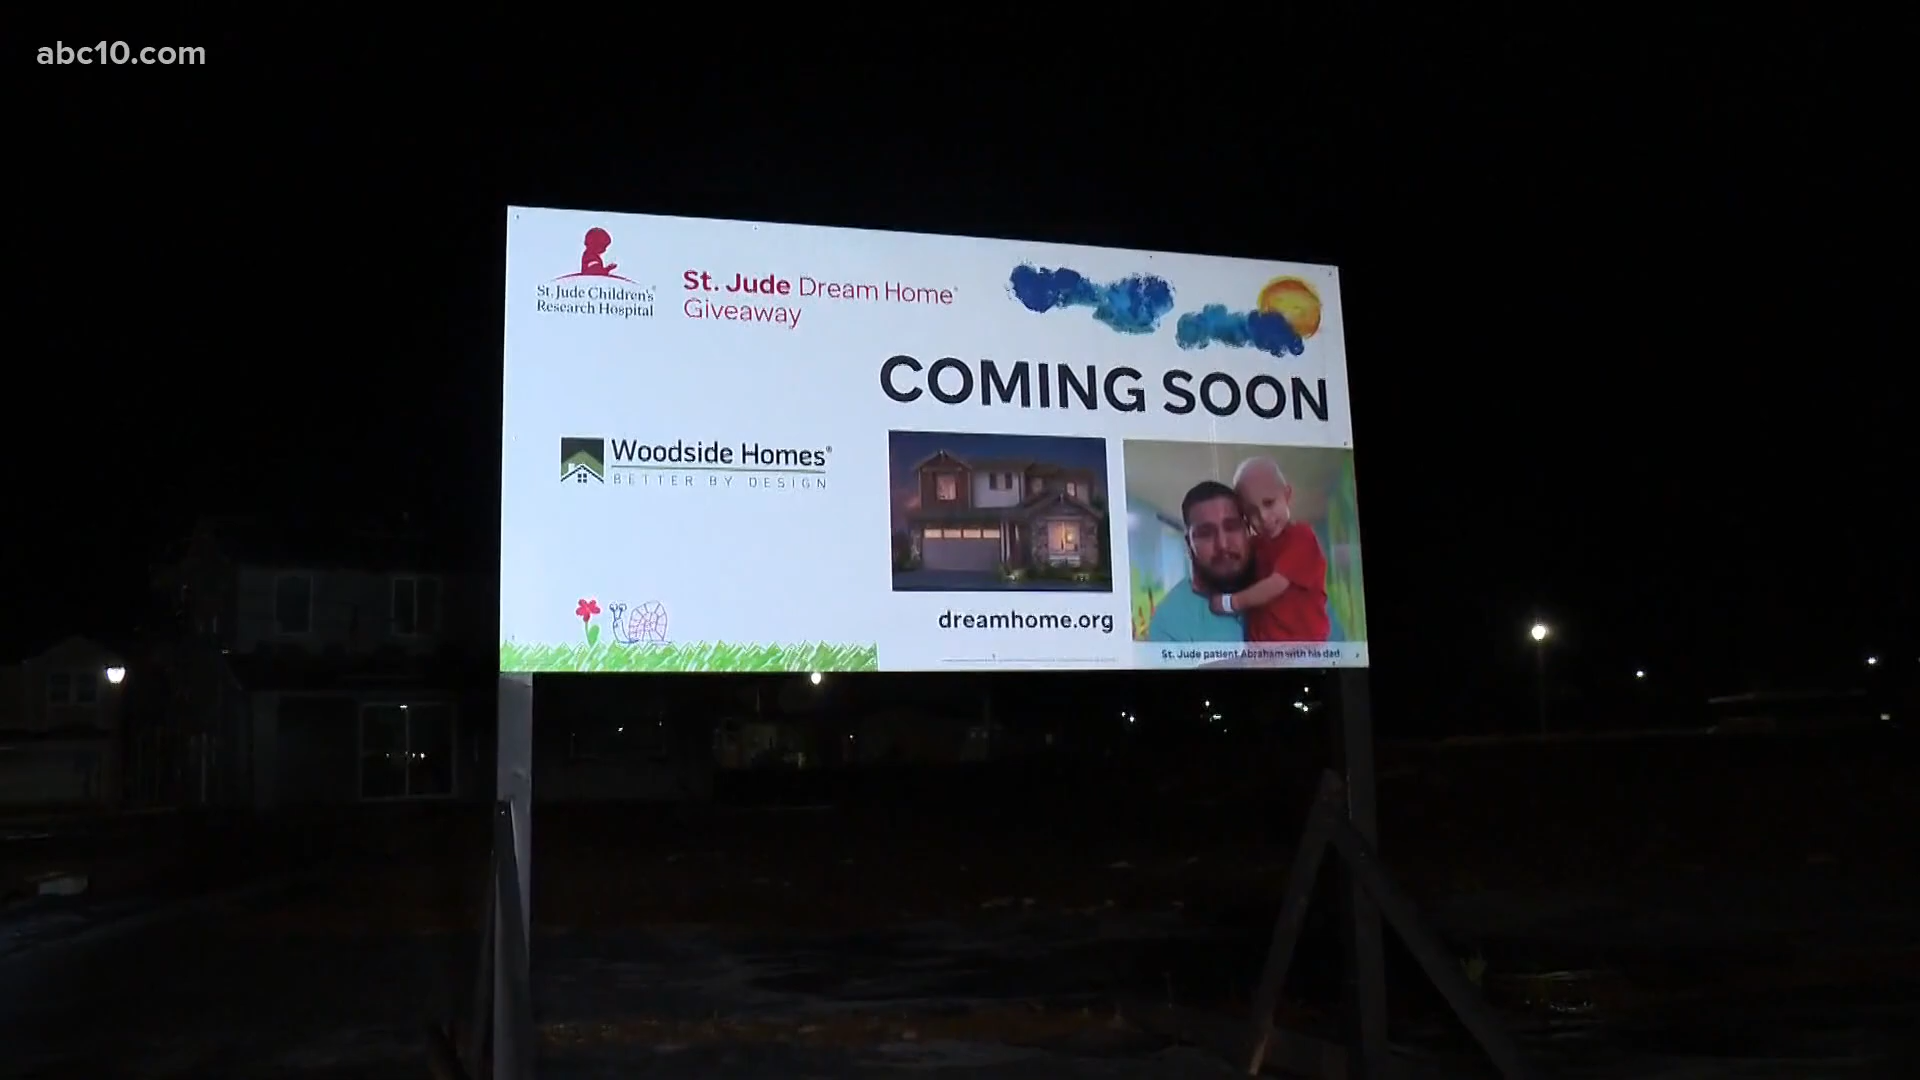 abc10.com
St. Jude Children's®
Research Hospital
St. Jude Dream Home®
Giveaway
COMING SOON
Woodside Homes®
BETTER BY DESIGN
dreamhome.org
St. Jude patient Abraham with his dad